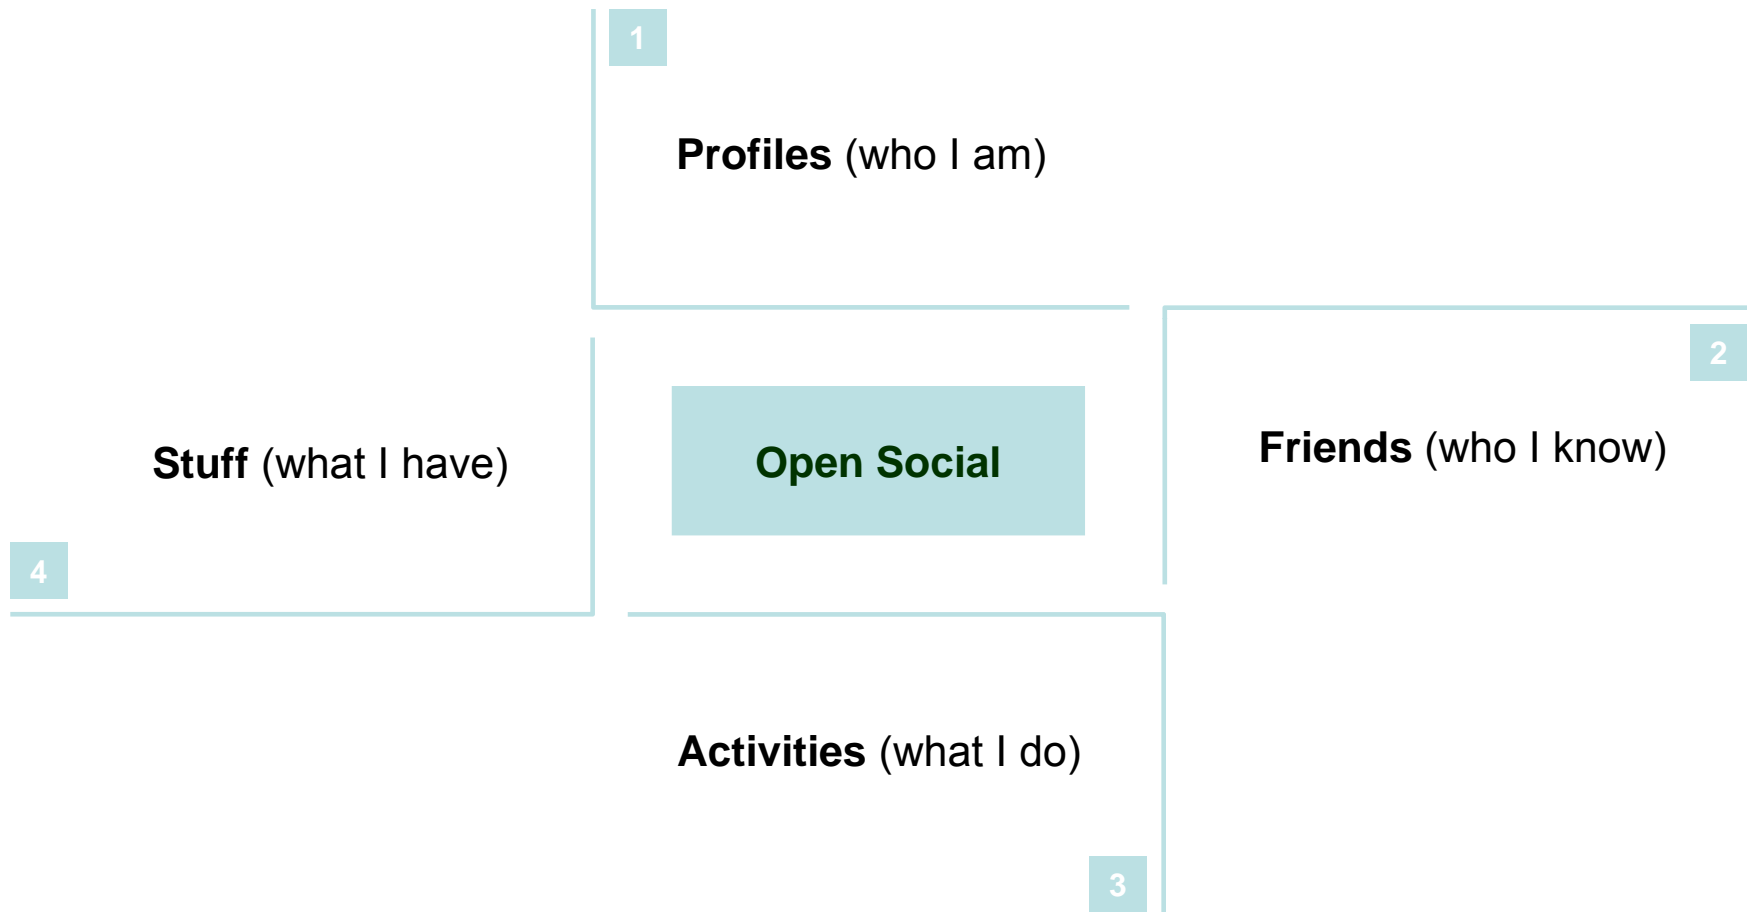 1
Profiles (who I am)
2
Friends (who I know)
Open Social
Stuff (what I have)
4
Activities (what I do)
3